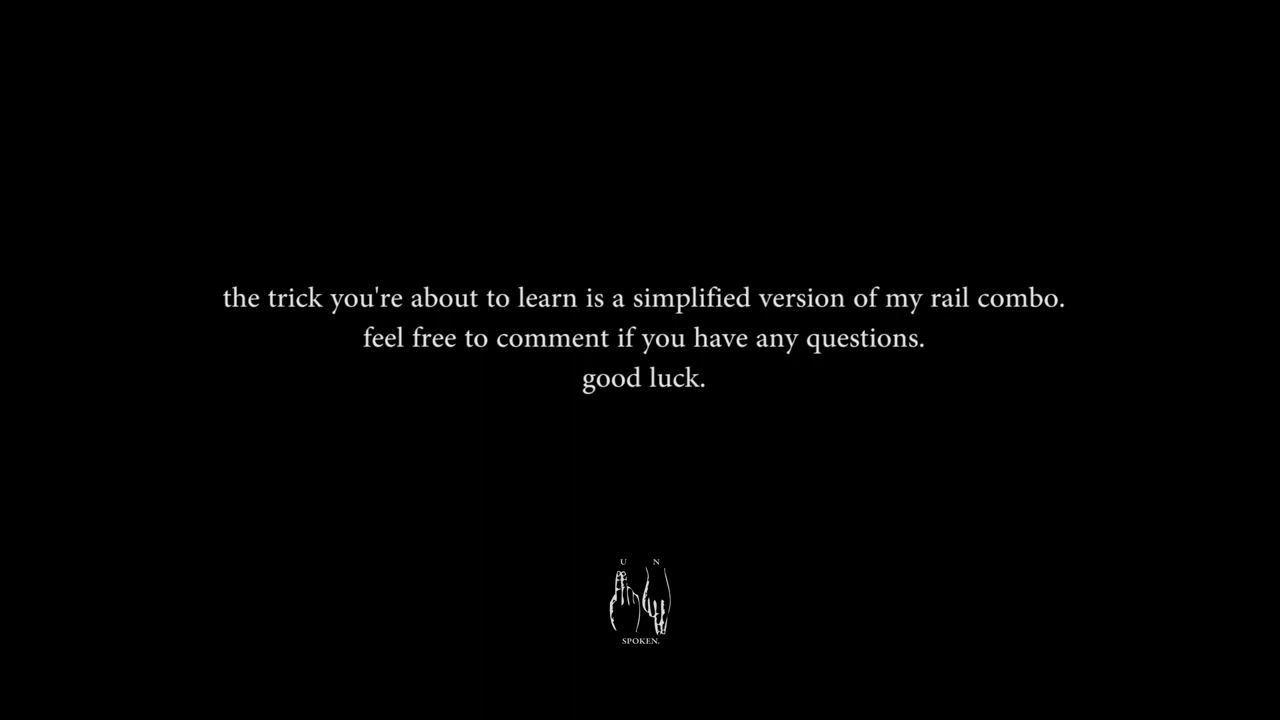 the trick you're about to learn is a simplified version of my rail combo.
feel free to comment if you have any questions.
good luck.
U N
SPOKEN.